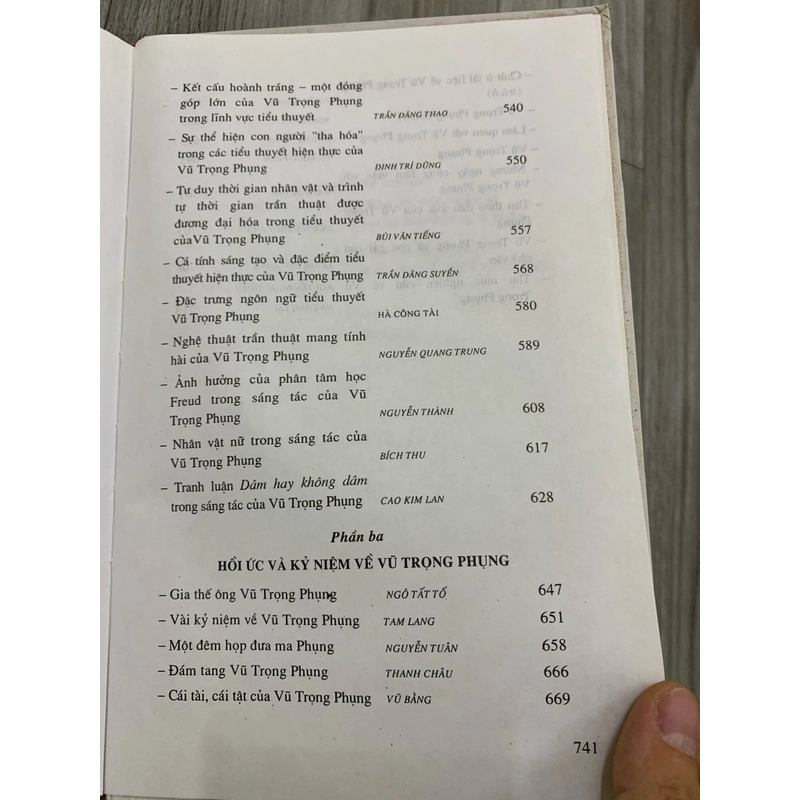 – Kết cấu hoành tráng – một đóng
góp lớn của Vũ Trọng Phụng
trong lĩnh vực tiểu thuyết TRẦN ĐĂNG THAO 540
– Sự thể hiện con người "tha hóa"
trong các tiểu thuyết hiện thực của
Vũ Trọng Phụng ĐINH TRÍ DŨNG 550
– Tư duy thời gian nhân vật và trình
tự thời gian trần thuật được
đương đại hóa trong tiểu thuyết
củaVũ Trọng Phụng BÙI VĂN TIẾNG 557
– Cá tính sáng tạo và đặc điểm tiểu
thuyết hiện thực của Vũ Trọng Phụng TRẦN ĐĂNG SUYỀN 568
– Đặc trưng ngôn ngữ tiểu thuyết
Vũ Trọng Phụng HÀ CÔNG TÀI 580
– Nghệ thuật trần thuật mang tính
hài của Vũ Trọng Phụng NGUYỄN QUANG TRUNG 589
– Ảnh hưởng của phân tâm học
Freud trong sáng tác của Vũ
Trọng Phụng NGUYỄN THÀNH 608
– Nhân vật nữ trong sáng tác của
Vũ Trọng Phụng BÍCH THU 617
– Tranh luận Dâm hay không dâm
trong sáng tác của Vũ Trọng Phụng CAO KIM LAN 628
Phần ba
HỒI ỨC VÀ KỶ NIỆM VỀ VŨ TRỌNG PHỤNG
– Gia thế ông Vũ Trọng Phụng NGÔ TẤT TỐ 647
– Vài kỷ niệm về Vũ Trọng Phụng TAM LANG 651
– Một đêm họp đưa ma Phụng NGUYỄN TUÂN 658
– Đám tang Vũ Trọng Phụng THANH CHÂU 666
– Cái tài, cái tật của Vũ Trọng Phụng VŨ BẰNG 669
741